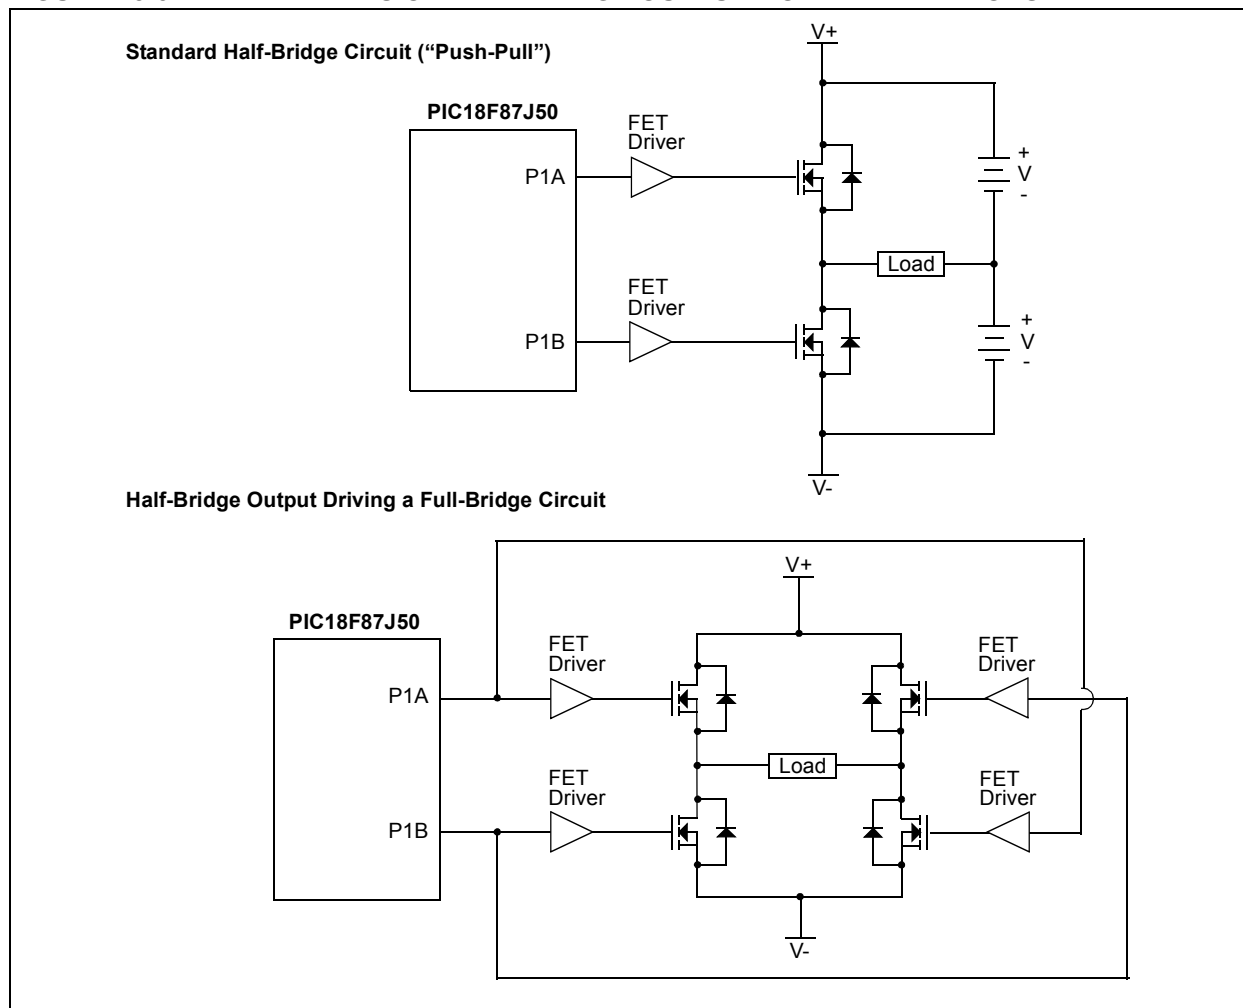 Standard Half-Bridge Circuit (“Push-Pull”)
V+
PIC18F87J50
FET
Driver
P1A
+
V
-
Load
FET
Driver
P1B
+
V
-
V-
Half-Bridge Output Driving a Full-Bridge Circuit
V+
PIC18F87J50
FET
Driver
FET
Driver
P1A
Load
FET
Driver
FET
Driver
P1B
V-